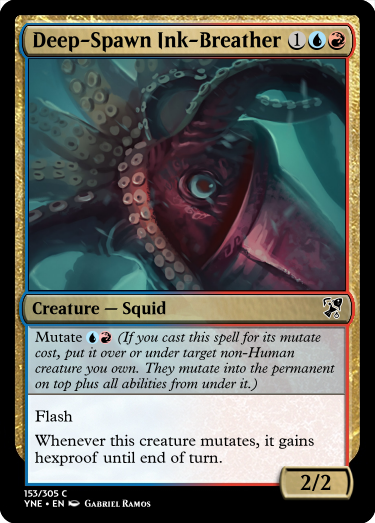 Deep-Spawn Ink-Breather 1
Creature — Squid
Mutate (If you cast this spell for its mutate
cost, put it over or under target non-Human
creature you own. They mutate into the permanent
on top plus all abilities from under it.)
Flash
Whenever this creature mutates, it gains
hexproof until end of turn.
2/2
153/305 C
YNE • EN Gabriel Ramos